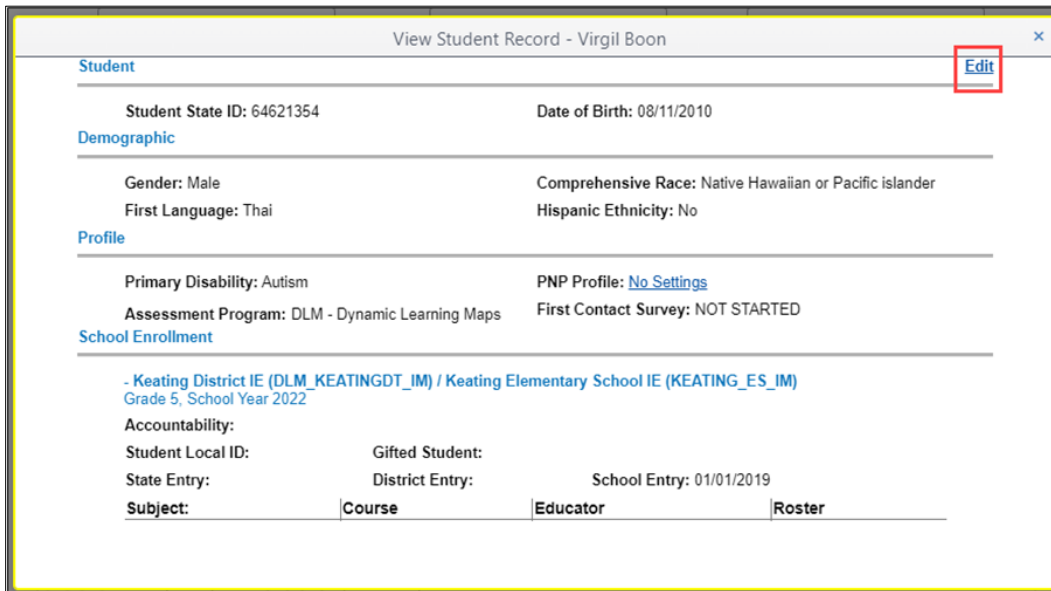 View Student Record - Virgil Boon ×
Student Edit
Student State ID: 64621354 Date of Birth: 08/11/2010
Demographic
Gender: Male Comprehensive Race: Native Hawaiian or Pacific islander
First Language: Thai Hispanic Ethnicity: No
Profile
Primary Disability: Autism PNP Profile: No Settings
Assessment Program: DLM - Dynamic Learning Maps First Contact Survey: NOT STARTED
School Enrollment
- Keating District IE (DLM_KEATINGDT_IM) / Keating Elementary School IE (KEATING_ES_IM)
Grade 5, School Year 2022
Accountability:
Student Local ID: Gifted Student:
State Entry: District Entry: School Entry: 01/01/2019
Subject: Course Educator Roster